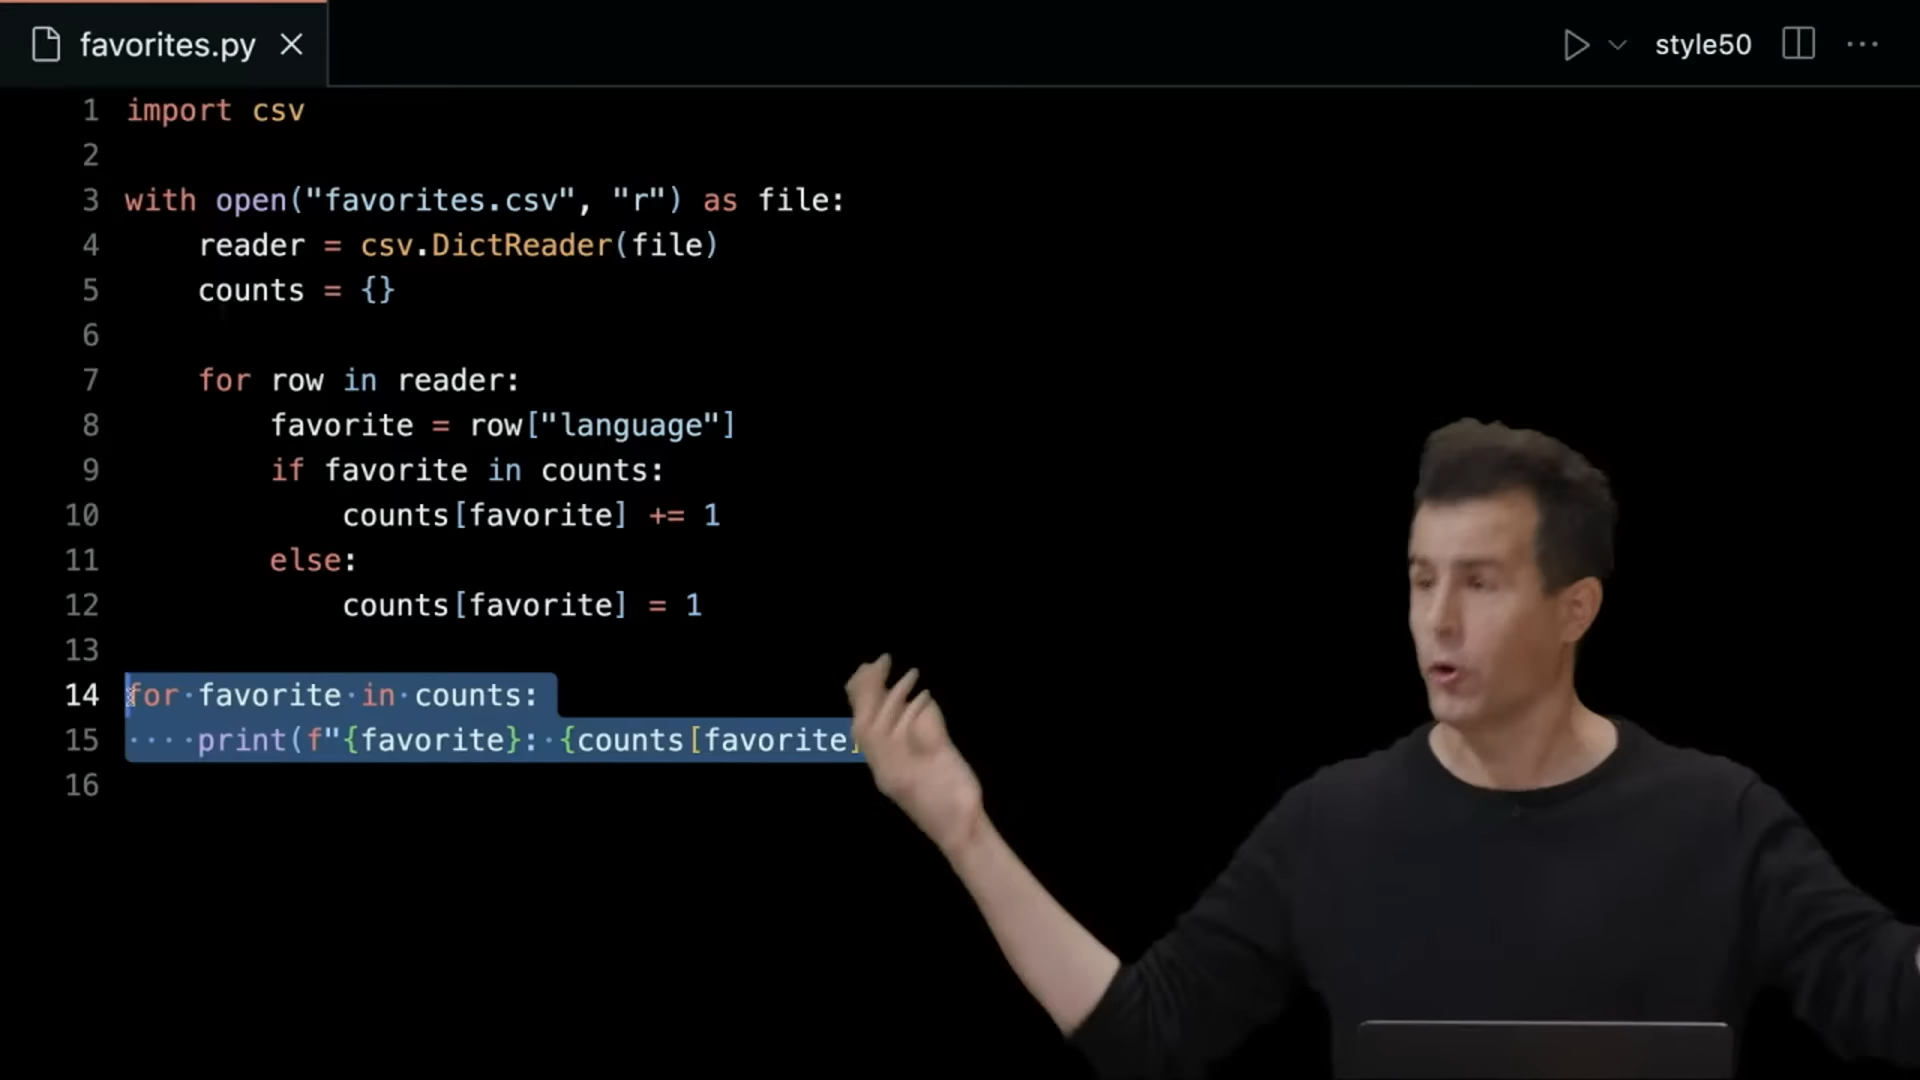 favorites.py
style50
1 import csv
2
3 with open("favorites.csv", "r") as file:
4 reader = csv.DictReader(file)
5 counts = {}
6
7 for row in reader:
8 favorite = row["language"]
9 if favorite in counts:
10 counts[favorite] += 1
11 else:
12 counts[favorite] = 1
13
14 for·favorite·in·counts:
15 ····print(f"{favorite}:·{counts[favorite]
16